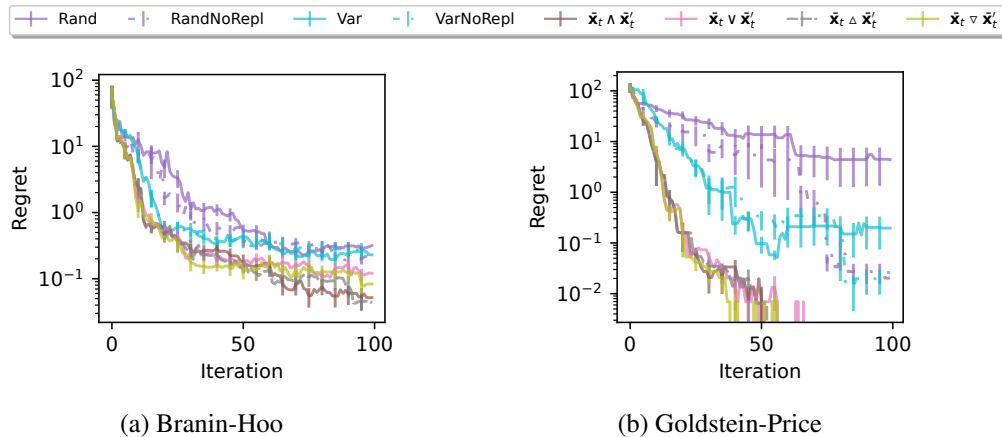 Rand RandNoRepl Var VarNoRepl x̄ₜ ∧ x̄′ₜ x̄ₜ ∨ x̄′ₜ x̄ₜ ▵ x̄′ₜ x̄ₜ ▿ x̄′ₜ
10² 10¹ 10⁰ 10⁻¹
Regret
0 50 100
Iteration
(a) Branin-Hoo
10² 10¹ 10⁰ 10⁻¹ 10⁻²
Regret
0 50 100
Iteration
(b) Goldstein-Price